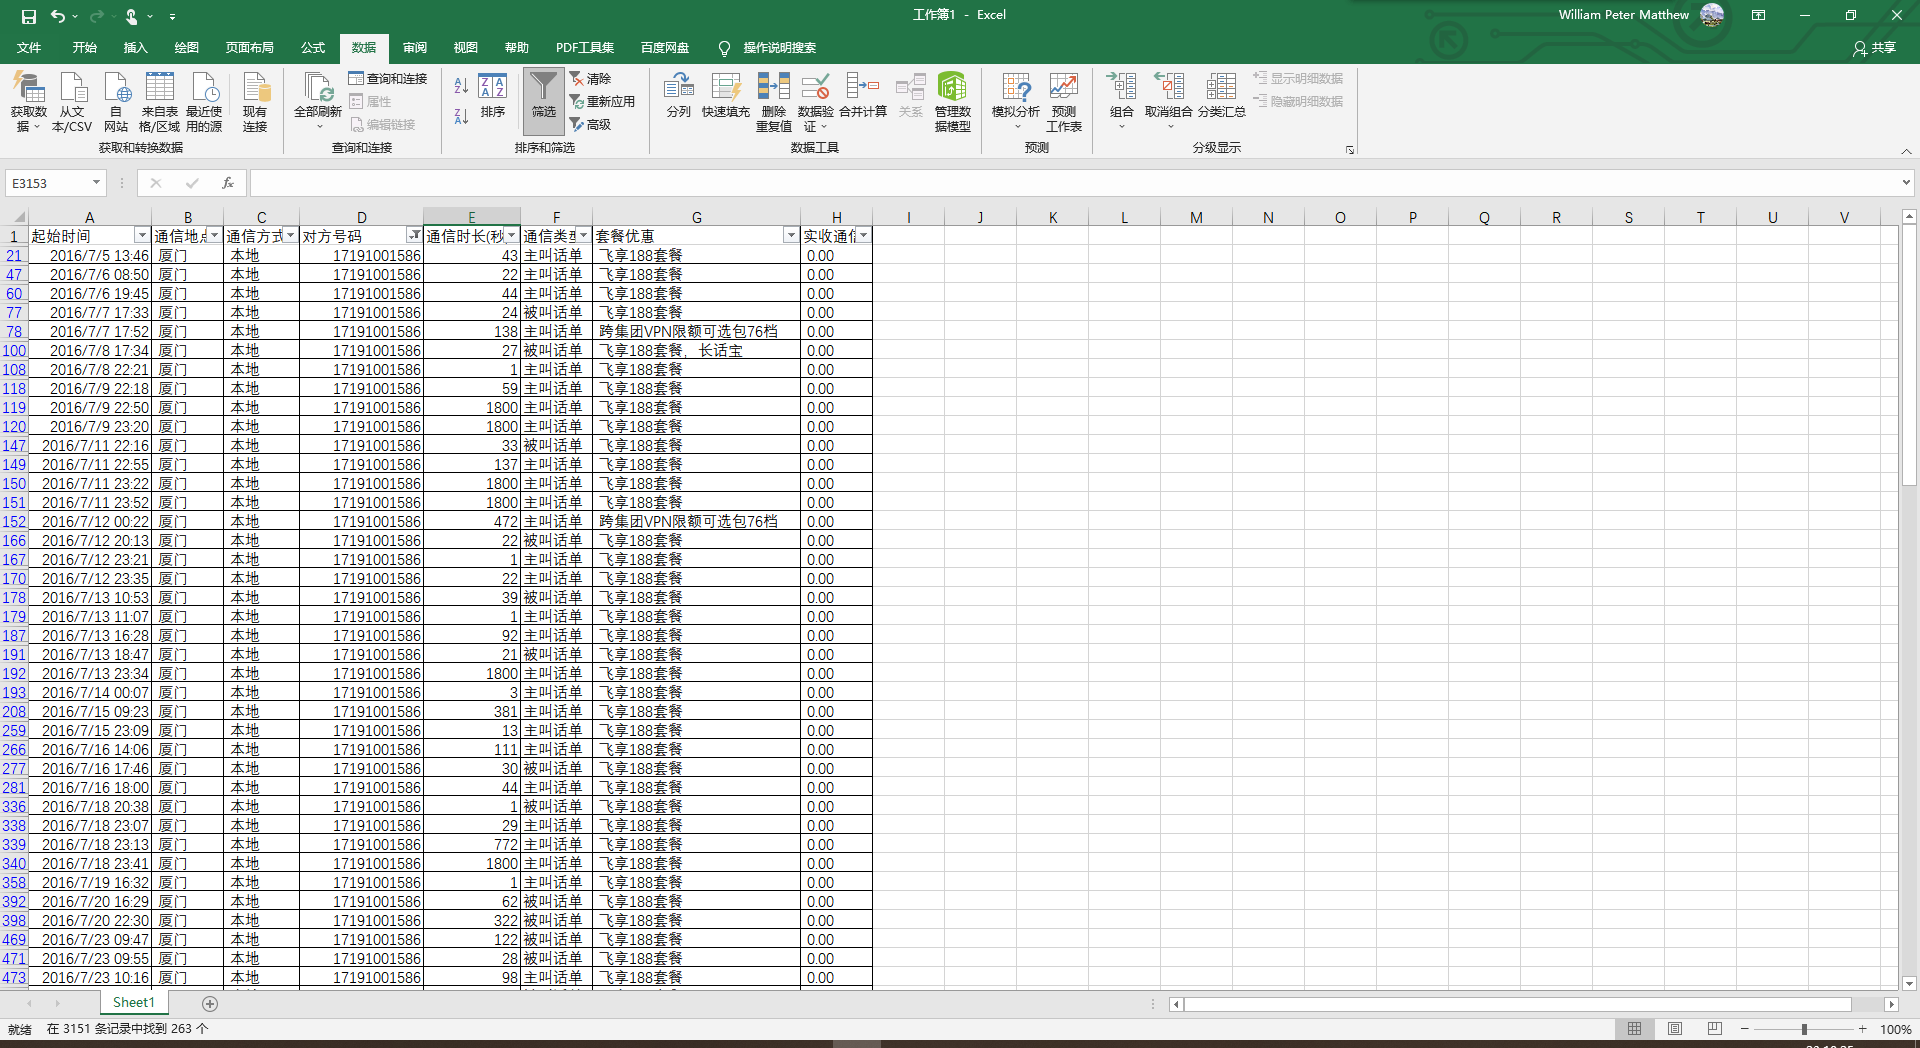 工作簿1 - Excel
William Peter Matthew
文件 开始 插入 绘图 页面布局 公式 数据 审阅 视图 帮助 PDF工具集 百度网盘 操作说明搜索 共享
获取数据 从文本/CSV 自网站 来自表格/区域 最近使用的源 现有连接
获取和转换数据
全部刷新 查询和连接 属性 编辑链接
查询和连接
排序 筛选 清除 重新应用 高级
排序和筛选
分列 快速填充 删除重复值 数据验证 合并计算 关系 管理数据模型
数据工具
模拟分析 预测工作表
预测
组合 取消组合 分类汇总 显示明细数据 隐藏明细数据
分级显示
E3153
A B C D E F G H I J K L M N O P Q R S T U V
1 起始时间 通信地点 通信方式 对方号码 通信时长(秒 通信类型 套餐优惠 实收通信
21 2016/7/5 13:46 厦门 本地 17191001586 43 主叫话单 飞享188套餐 0.00
47 2016/7/6 08:50 厦门 本地 17191001586 22 主叫话单 飞享188套餐 0.00
60 2016/7/6 19:45 厦门 本地 17191001586 44 主叫话单 飞享188套餐 0.00
77 2016/7/7 17:33 厦门 本地 17191001586 24 被叫话单 飞享188套餐 0.00
78 2016/7/7 17:52 厦门 本地 17191001586 138 主叫话单 跨集团VPN限额可选包76档 0.00
100 2016/7/8 17:34 厦门 本地 17191001586 27 被叫话单 飞享188套餐, 长话宝 0.00
108 2016/7/8 22:21 厦门 本地 17191001586 1 主叫话单 飞享188套餐 0.00
118 2016/7/9 22:18 厦门 本地 17191001586 59 主叫话单 飞享188套餐 0.00
119 2016/7/9 22:50 厦门 本地 17191001586 1800 主叫话单 飞享188套餐 0.00
120 2016/7/9 23:20 厦门 本地 17191001586 1800 主叫话单 飞享188套餐 0.00
147 2016/7/11 22:16 厦门 本地 17191001586 33 被叫话单 飞享188套餐 0.00
149 2016/7/11 22:55 厦门 本地 17191001586 137 主叫话单 飞享188套餐 0.00
150 2016/7/11 23:22 厦门 本地 17191001586 1800 主叫话单 飞享188套餐 0.00
151 2016/7/11 23:52 厦门 本地 17191001586 1800 主叫话单 飞享188套餐 0.00
152 2016/7/12 00:22 厦门 本地 17191001586 472 主叫话单 跨集团VPN限额可选包76档 0.00
166 2016/7/12 20:13 厦门 本地 17191001586 22 被叫话单 飞享188套餐 0.00
167 2016/7/12 23:21 厦门 本地 17191001586 1 主叫话单 飞享188套餐 0.00
170 2016/7/12 23:35 厦门 本地 17191001586 22 主叫话单 飞享188套餐 0.00
178 2016/7/13 10:53 厦门 本地 17191001586 39 被叫话单 飞享188套餐 0.00
179 2016/7/13 11:07 厦门 本地 17191001586 1 主叫话单 飞享188套餐 0.00
187 2016/7/13 16:28 厦门 本地 17191001586 92 主叫话单 飞享188套餐 0.00
191 2016/7/13 18:47 厦门 本地 17191001586 21 被叫话单 飞享188套餐 0.00
192 2016/7/13 23:34 厦门 本地 17191001586 1800 主叫话单 飞享188套餐 0.00
193 2016/7/14 00:07 厦门 本地 17191001586 3 主叫话单 飞享188套餐 0.00
208 2016/7/15 09:23 厦门 本地 17191001586 381 主叫话单 飞享188套餐 0.00
259 2016/7/15 23:09 厦门 本地 17191001586 13 主叫话单 飞享188套餐 0.00
266 2016/7/16 14:06 厦门 本地 17191001586 111 主叫话单 飞享188套餐 0.00
277 2016/7/16 17:46 厦门 本地 17191001586 30 被叫话单 飞享188套餐 0.00
281 2016/7/16 18:00 厦门 本地 17191001586 44 主叫话单 飞享188套餐 0.00
336 2016/7/18 20:38 厦门 本地 17191001586 1 被叫话单 飞享188套餐 0.00
338 2016/7/18 23:07 厦门 本地 17191001586 29 主叫话单 飞享188套餐 0.00
339 2016/7/18 23:13 厦门 本地 17191001586 772 主叫话单 飞享188套餐 0.00
340 2016/7/18 23:41 厦门 本地 17191001586 1800 主叫话单 飞享188套餐 0.00
358 2016/7/19 16:32 厦门 本地 17191001586 1 主叫话单 飞享188套餐 0.00
392 2016/7/20 16:29 厦门 本地 17191001586 62 被叫话单 飞享188套餐 0.00
398 2016/7/20 22:30 厦门 本地 17191001586 322 被叫话单 飞享188套餐 0.00
469 2016/7/23 09:47 厦门 本地 17191001586 122 被叫话单 飞享188套餐 0.00
471 2016/7/23 09:55 厦门 本地 17191001586 28 被叫话单 飞享188套餐 0.00
473 2016/7/23 10:16 厦门 本地 17191001586 98 主叫话单 飞享188套餐 0.00
Sheet1
就绪 在 3151 条记录中找到 263 个 100%